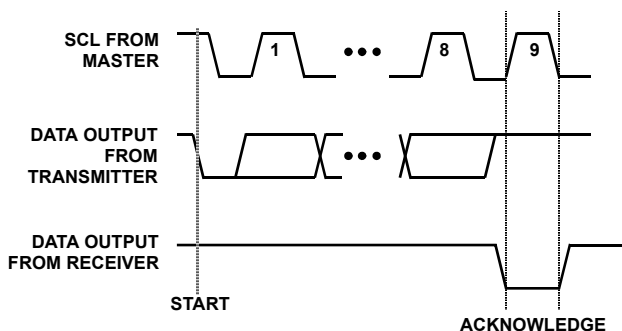 SCL FROM
MASTER
1
8
9
DATA OUTPUT
FROM
TRANSMITTER
DATA OUTPUT
FROM RECEIVER
START
ACKNOWLEDGE